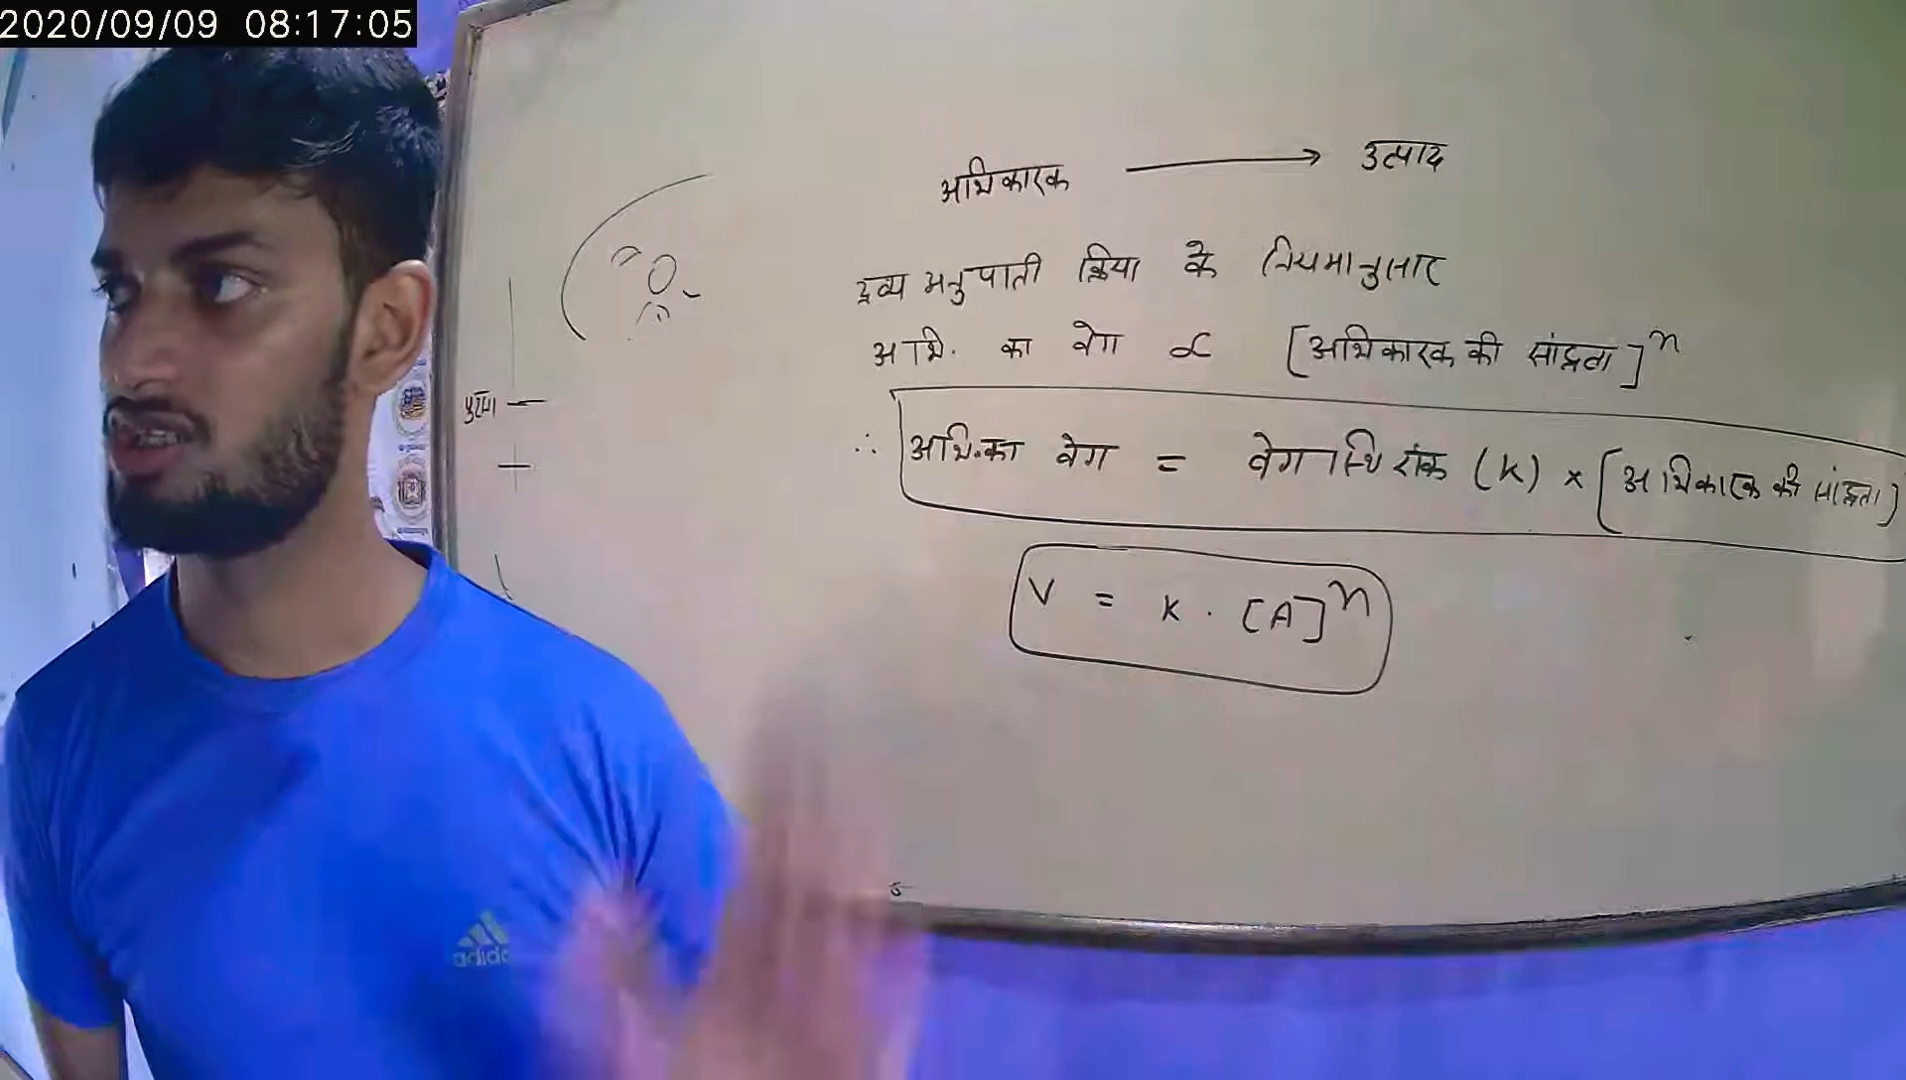 2020/09/09 08:17:05
अभिकारक ⟶ उत्पाद
द्रव्य अनुपाती क्रिया के नियमानुसार
अभि. का वेग ∝ [अभिकारक की सांद्रता]ⁿ
∴ अभि.का वेग = वेग स्थिरांक (K) × [अभिकारक की सांद्रता]
V = K · [A]ⁿ
adidas